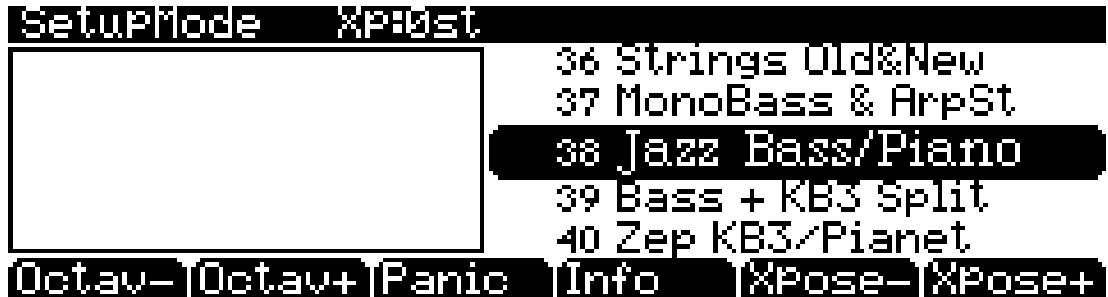 SetupMode Xp:0st
36 Strings Old&New
37 MonoBass & ArpSt
38 Jazz Bass/Piano
39 Bass + KB3 Split
40 Zep KB3/Pianet
Octav- Octav+ Panic Info Xpose- Xpose+